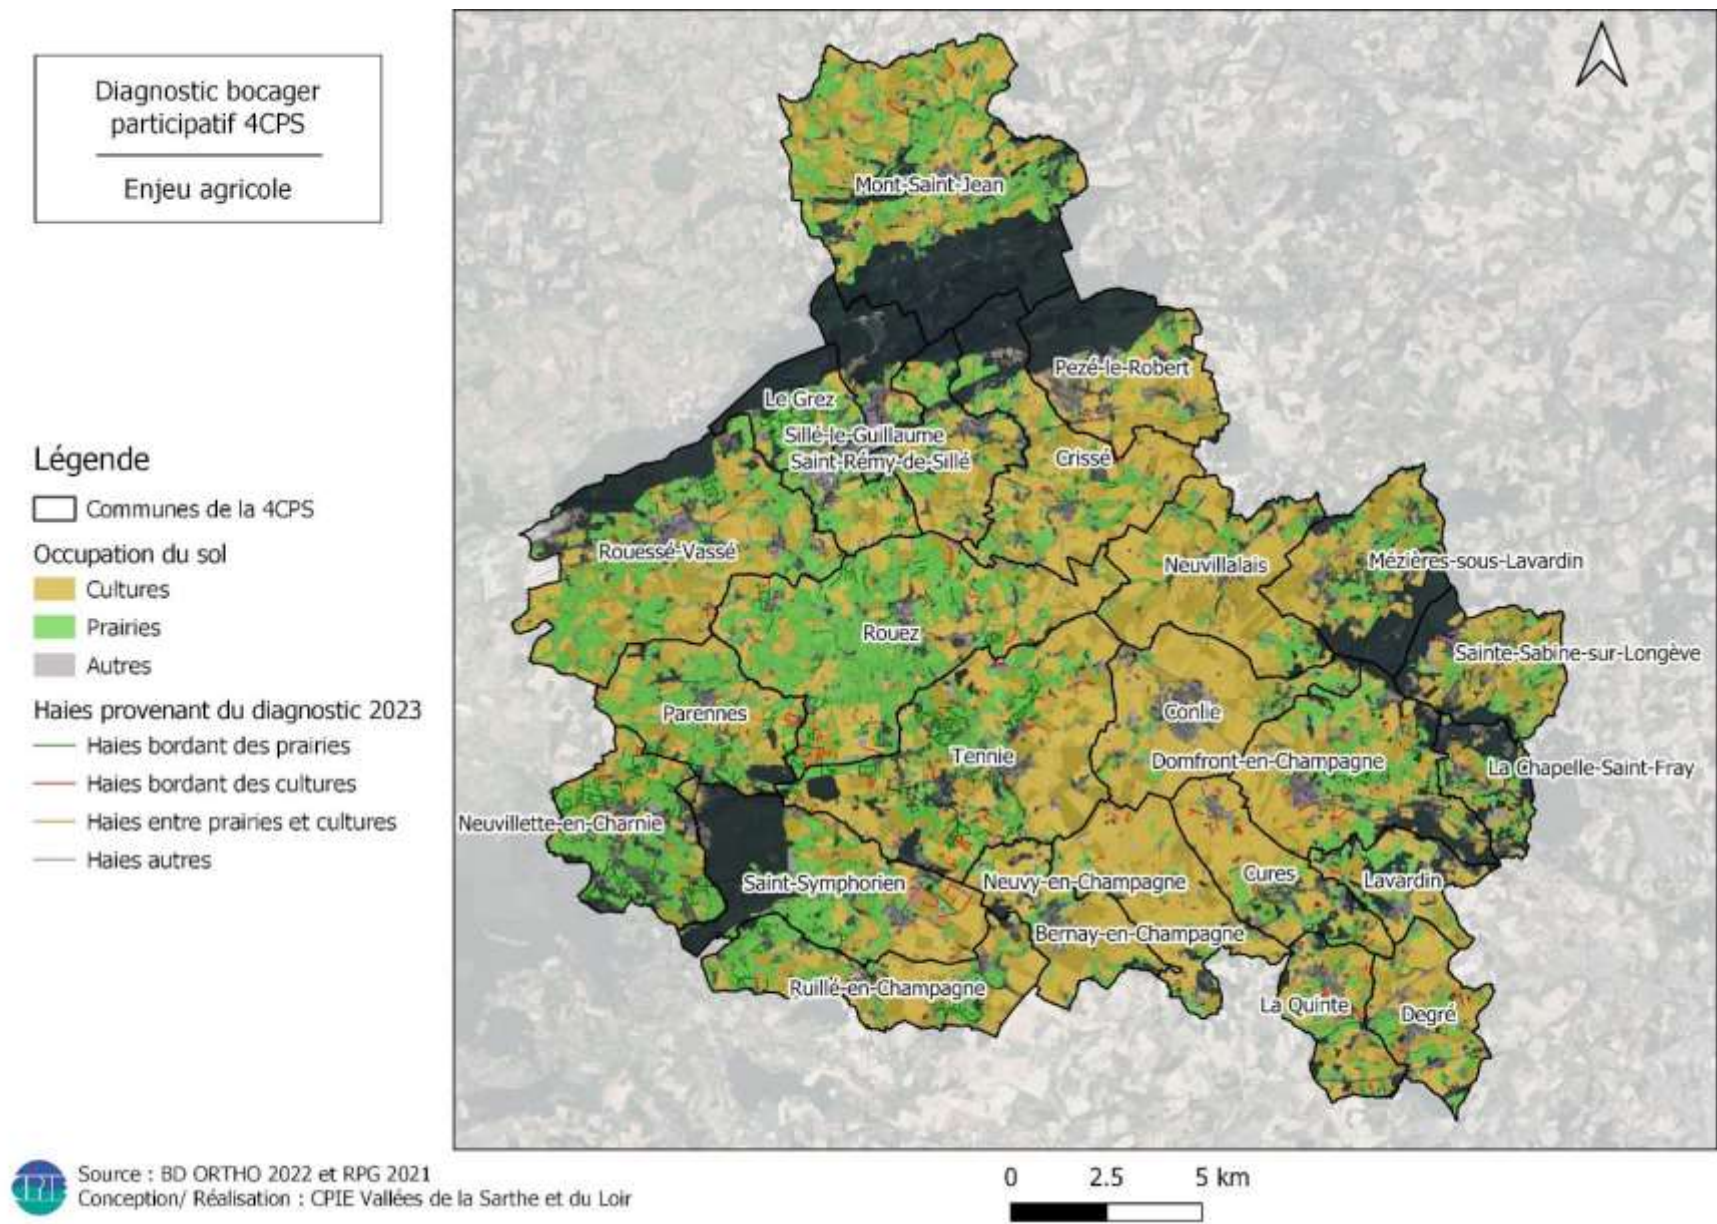 Diagnostic bocager
participatif 4CPS
Enjeu agricole
Légende
Communes de la 4CPS
Occupation du sol
Cultures
Prairies
Autres
Haies provenant du diagnostic 2023
Haies bordant des prairies
Haies bordant des cultures
Haies entre prairies et cultures
Haies autres
Mont-Saint-Jean
Pezé-le-Robert
Le Grez
Sillé-le-Guillaume
Saint-Rémy-de-Sillé
Crissé
Rouessé-Vassé
Neuvillalais
Mézières-sous-Lavardin
Rouez
Sainte-Sabine-sur-Longève
Parennes
Conlie
Tennie
Domfront-en-Champagne
La Chapelle-Saint-Fray
Neuvillette-en-Charnie
Saint-Symphorien
Neuvy-en-Champagne
Cures
Lavardin
Bernay-en-Champagne
Ruillé-en-Champagne
La Quinte
Degré
Source : BD ORTHO 2022 et RPG 2021
Conception/ Réalisation : CPIE Vallées de la Sarthe et du Loir
0 2.5 5 km